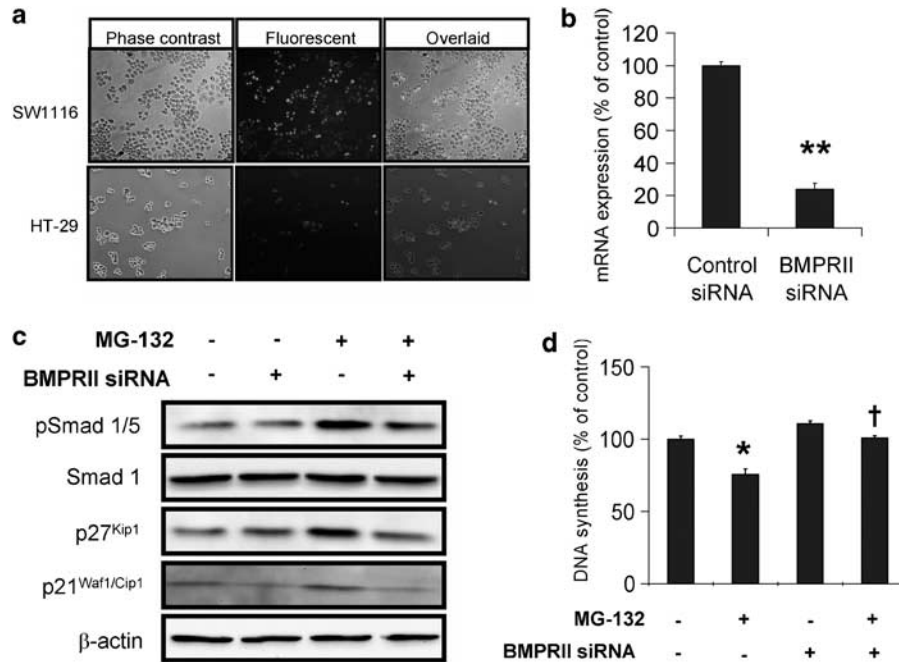 a
Phase contrast Fluorescent Overlaid
SW1116
HT-29
b
mRNA expression (% of control)
120
100
80
60
40
20
0
**
Control siRNA
BMPRII siRNA
c
MG-132 - - + +
BMPRII siRNA - + - +
pSmad 1/5
Smad 1
p27Kip1
p21Waf1/Cip1
β-actin
d
DNA synthesis (% of control)
150
100
50
0
*
†
MG-132 - + - +
BMPRII siRNA - - + +